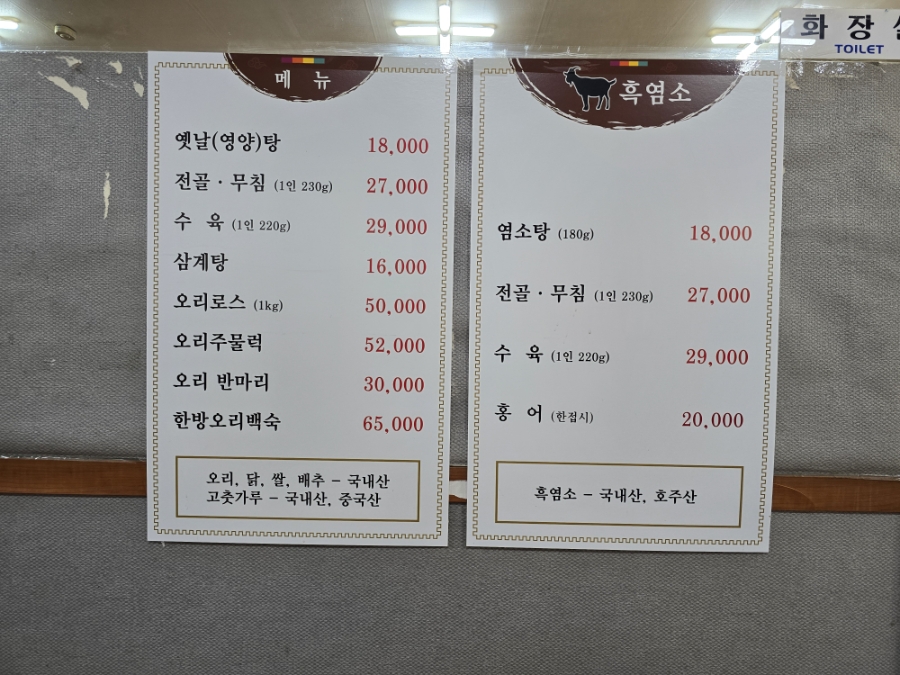 화장실
TOILET
메 뉴
옛날(영양)탕 18,000
전골 · 무침 (1인 230g) 27,000
수 육 (1인 220g) 29,000
삼계탕 16,000
오리로스 (1kg) 50,000
오리주물럭 52,000
오리 반마리 30,000
한방오리백숙 65,000
오리, 닭, 쌀, 배추 - 국내산
고춧가루 - 국내산, 중국산
흑염소
염소탕 (180g) 18,000
전골 · 무침 (1인 230g) 27,000
수 육 (1인 220g) 29,000
홍 어 (한접시) 20,000
흑염소 - 국내산, 호주산